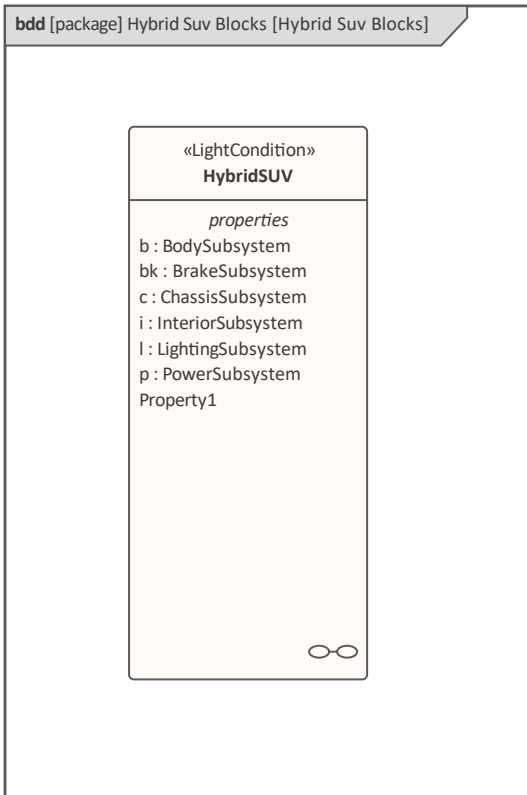 bdd [package] Hybrid Suv Blocks [Hybrid Suv Blocks]
«LightCondition»
HybridSUV
properties
b : BodySubsystem
bk : BrakeSubsystem
c : ChassisSubsystem
i : InteriorSubsystem
l : LightingSubsystem
p : PowerSubsystem
Property1